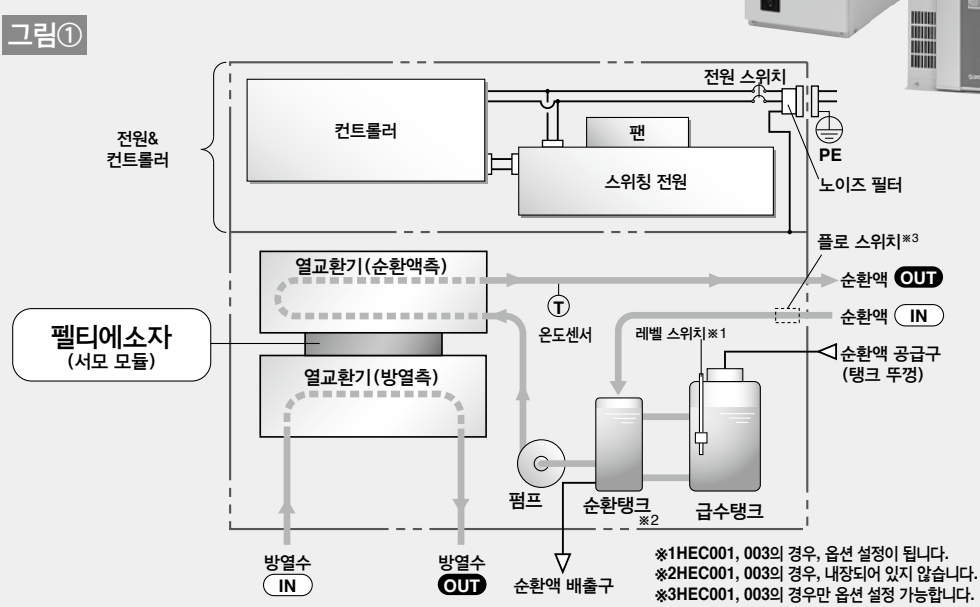 그림①
전원 스위치
컨트롤러
팬
전원&
컨트롤러
스위칭 전원
PE
노이즈 필터
플로 스위치※3
열교환기(순환액측)
순환액 OUT
T
온도센서
레벨 스위치※1
순환액 IN
펠티에소자
(서모 모듈)
순환액 공급구
(탱크 뚜껑)
열교환기(방열측)
펌프
순환탱크
※2
급수탱크
방열수
IN
방열수
OUT
순환액 배출구
※1HEC001, 003의 경우, 옵션 설정이 됩니다.
※2HEC001, 003의 경우, 내장되어 있지 않습니다.
※3HEC001, 003의 경우만 옵션 설정 가능합니다.